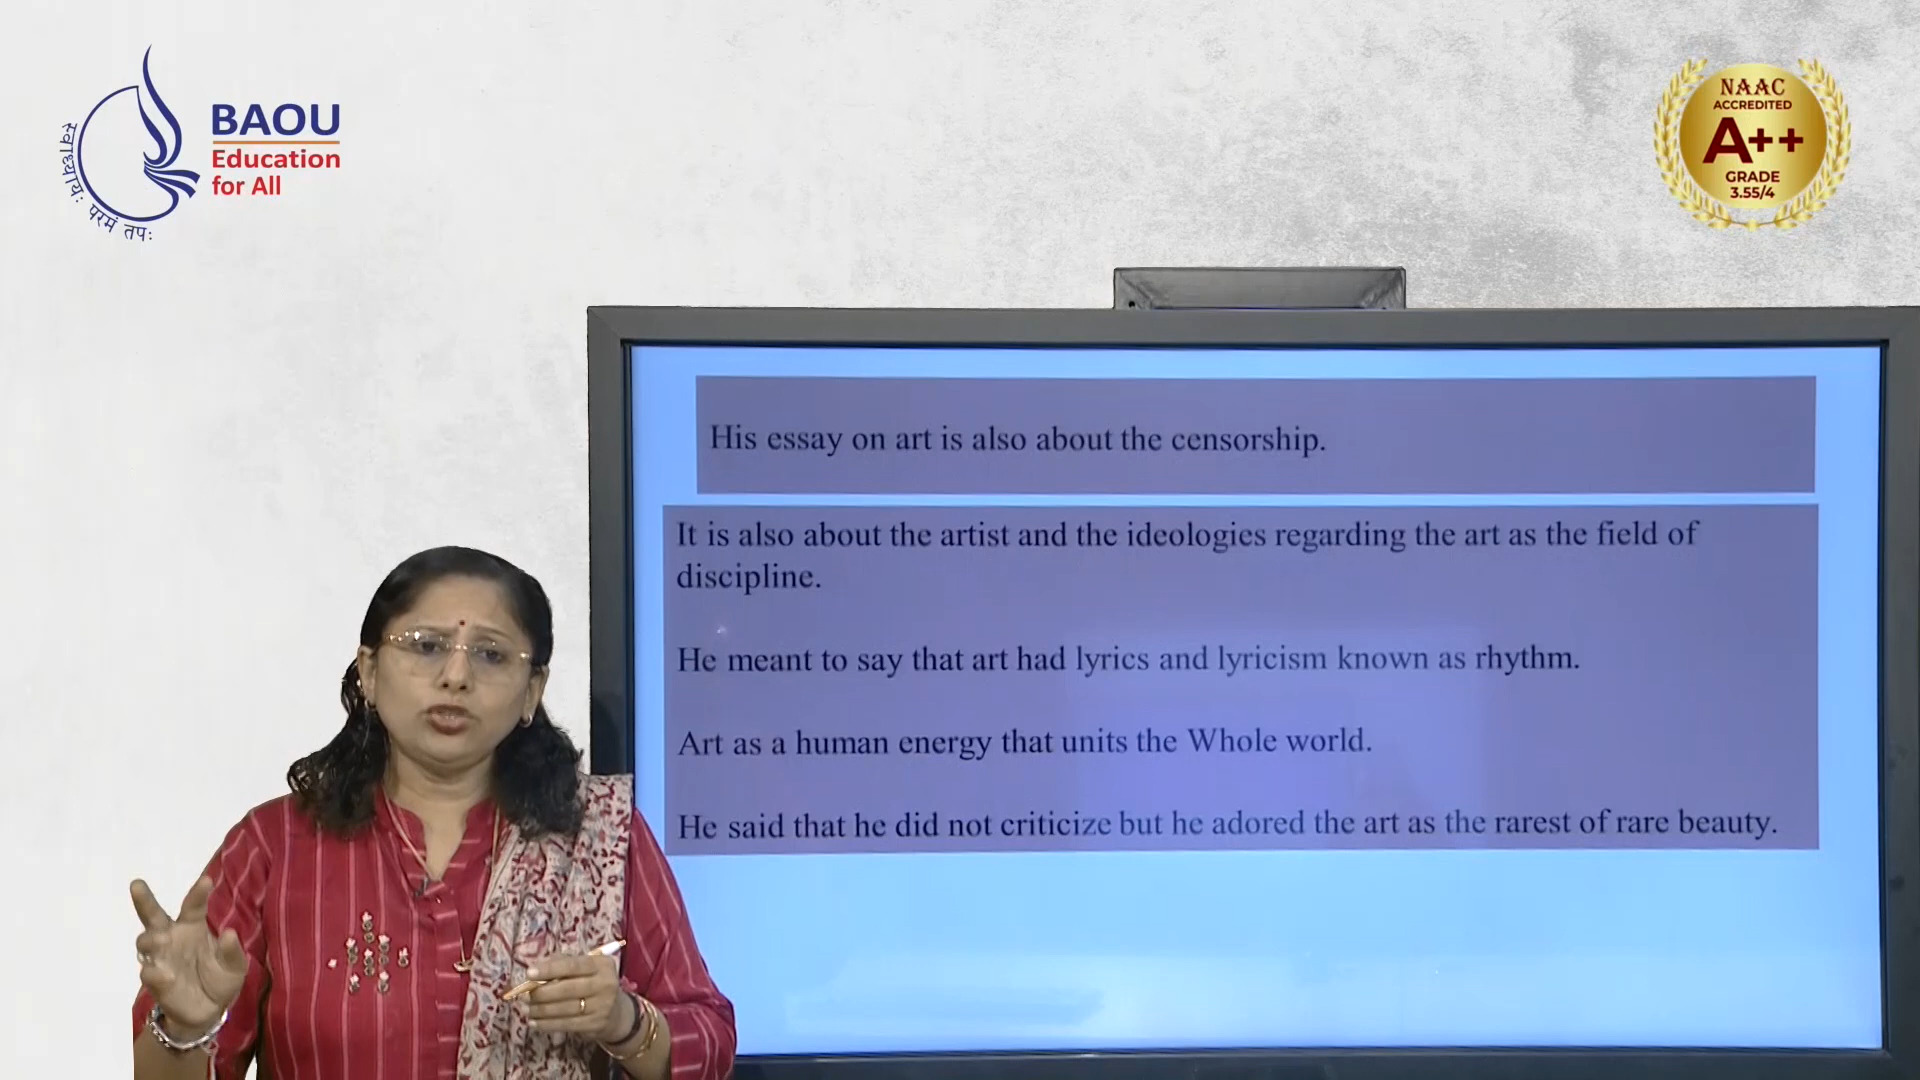 स्वाध्यायः परमं तपः
BAOU
Education
for All
NAAC
ACCREDITED
A++
GRADE
3.55/4
His essay on art is also about the censorship.
It is also about the artist and the ideologies regarding the art as the field of
discipline.
He meant to say that art had lyrics and lyricism known as rhythm.
Art as a human energy that units the Whole world.
He said that he did not criticize but he adored the art as the rarest of rare beauty.